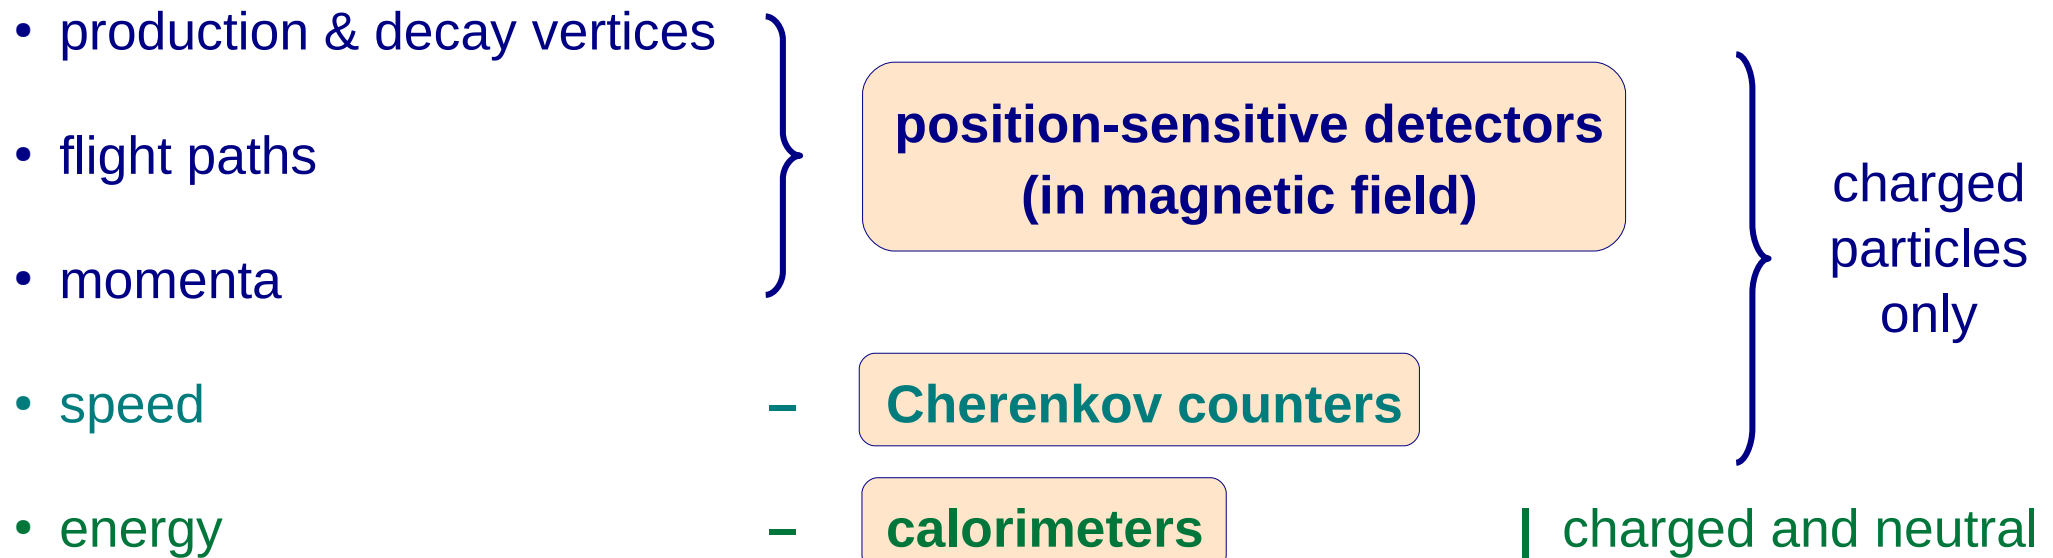 • production & decay vertices
• flight paths
• momenta
position-sensitive detectors
(in magnetic field)
charged
particles
only
• speed – Cherenkov counters
• energy – calorimeters | charged and neutral